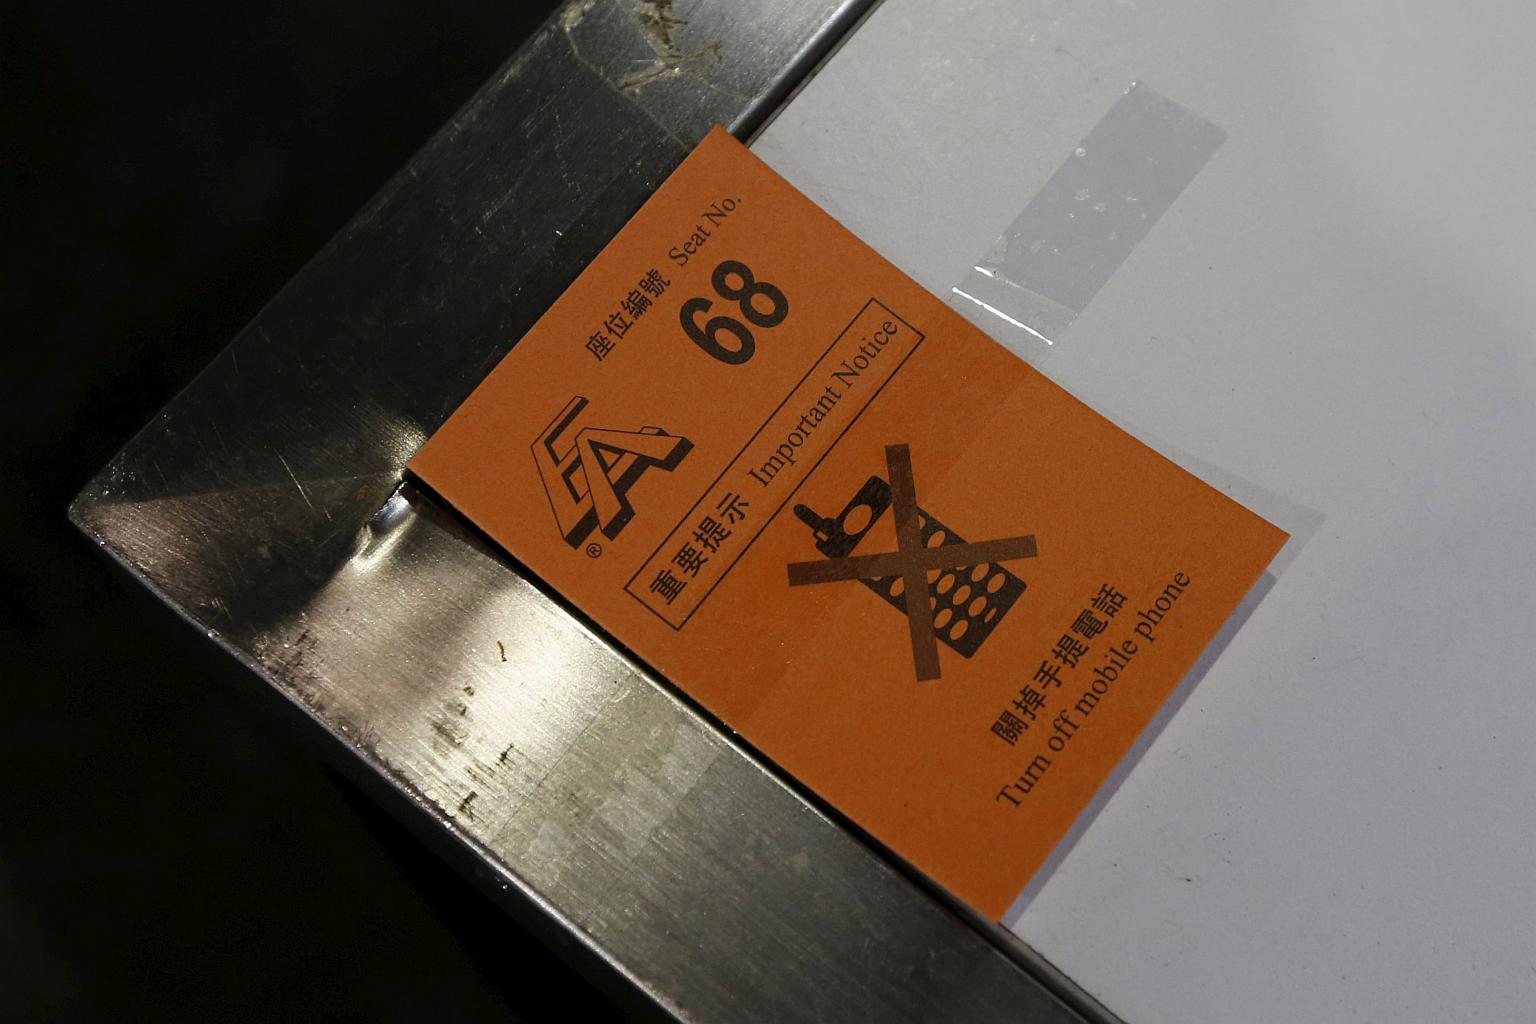 座位編號 Seat No.
68
EA
®
重要提示 Important Notice
關掉手提電話
Turn off mobile phone